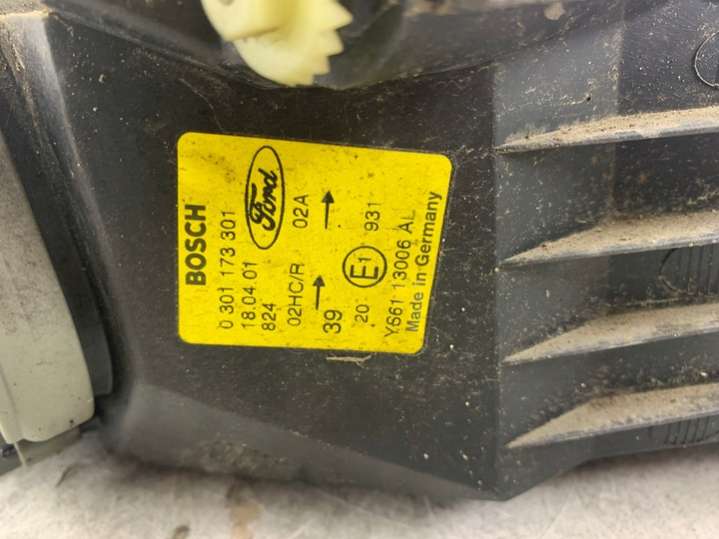 BOSCH
0 301 173 301
18.04.01 Ford
824
02HC/R → 02A →
39
20 E1 931
YS61 13006 AL
Made in Germany